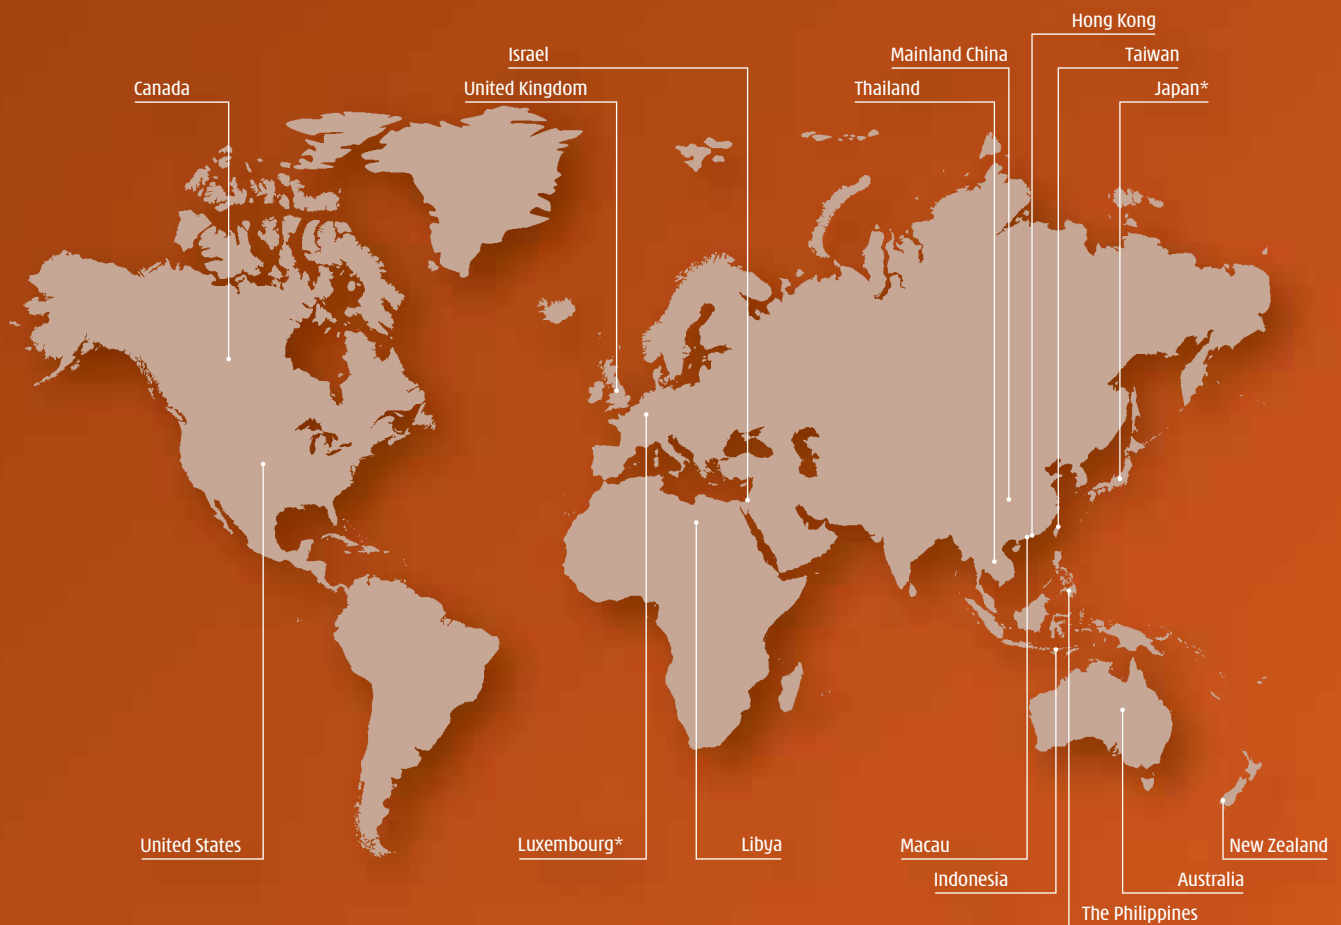 Hong Kong
Israel
Mainland China
Taiwan
Canada
United Kingdom
Thailand
Japan*
United States
Luxembourg*
Libya
Macau
New Zealand
Indonesia
Australia
The Philippines